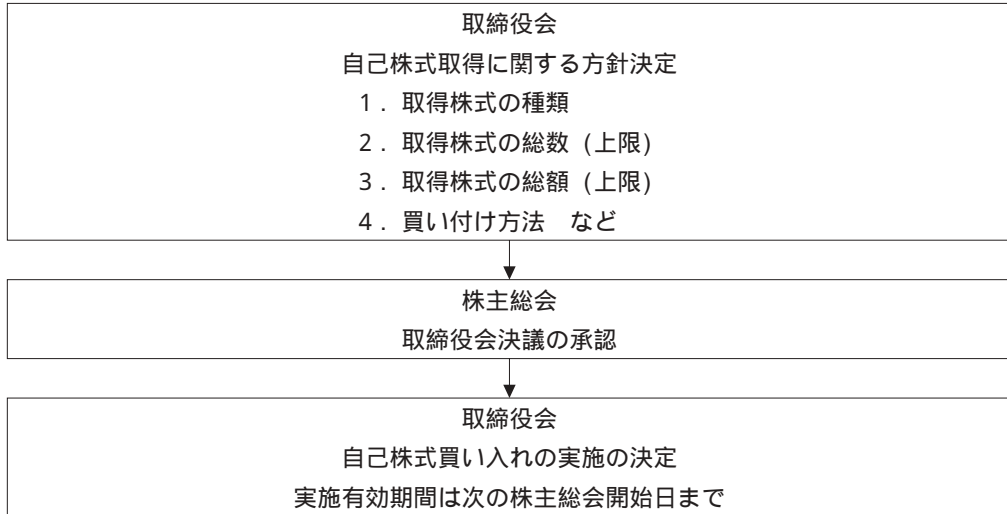 取締役会
自己株式取得に関する方針決定
1．取得株式の種類
2．取得株式の総数（上限）
3．取得株式の総額（上限）
4．買い付け方法　など
株主総会
取締役会決議の承認
取締役会
自己株式買い入れの実施の決定
実施有効期間は次の株主総会開始日まで